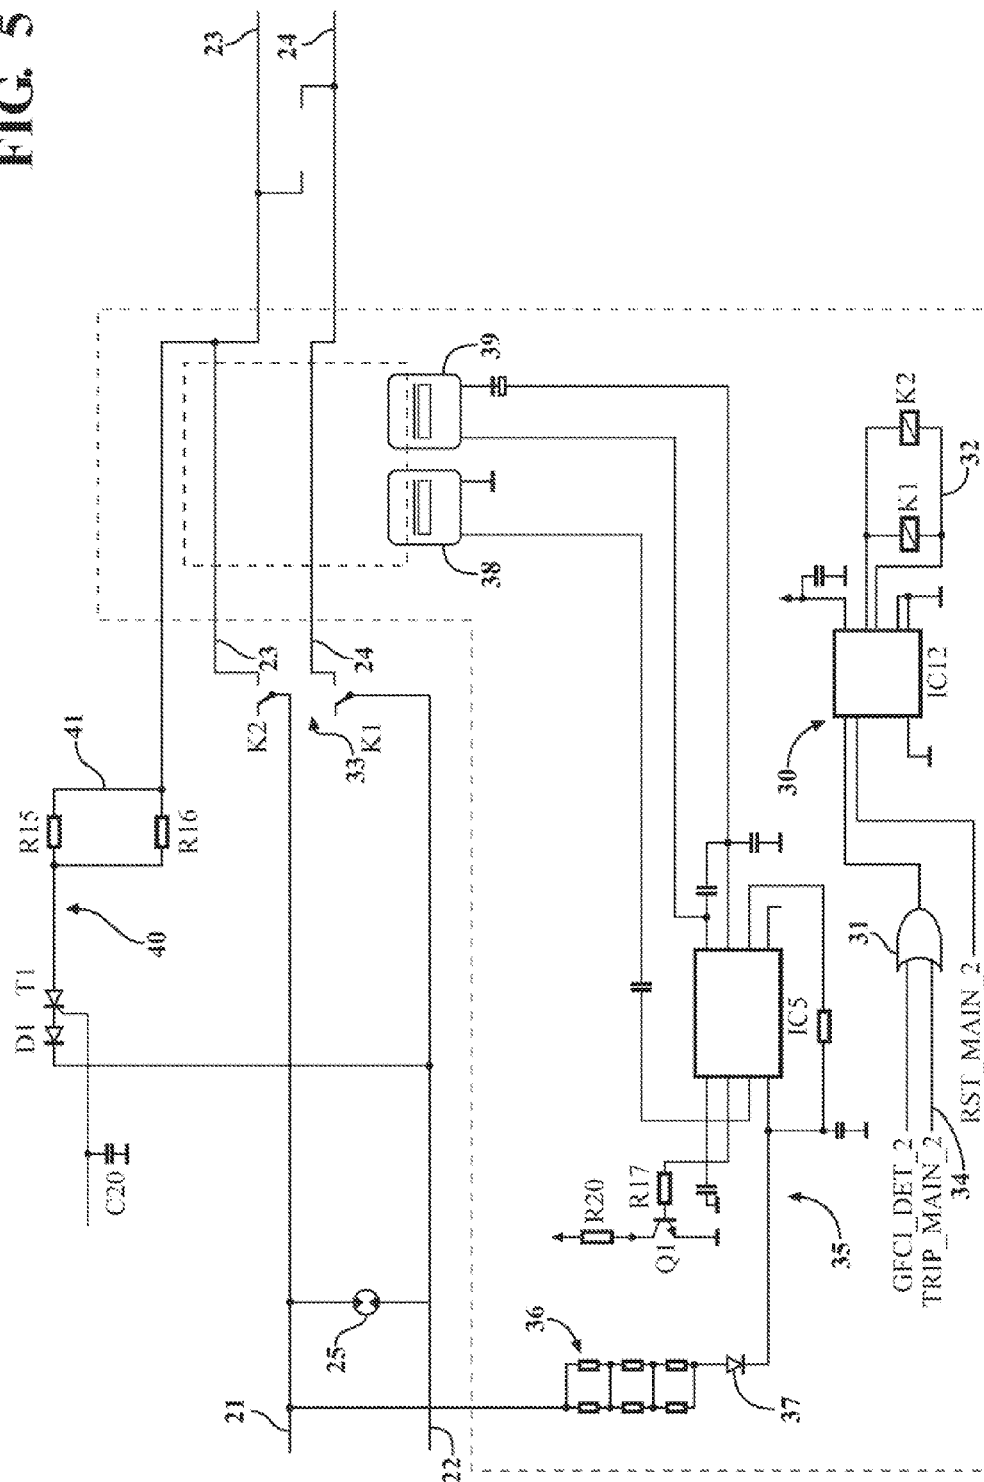 FIG. 5
23
24
41
R15
R16
40
T1
D1
C20
23
24
K2
33
K1
39
38
25
21
22
K2
K1
32
30
IC12
31
IC5
R17
R20
Q1
35
36
37
GFCI_DET_2
TRIP_MAIN_2
34
RST_MAIN_2